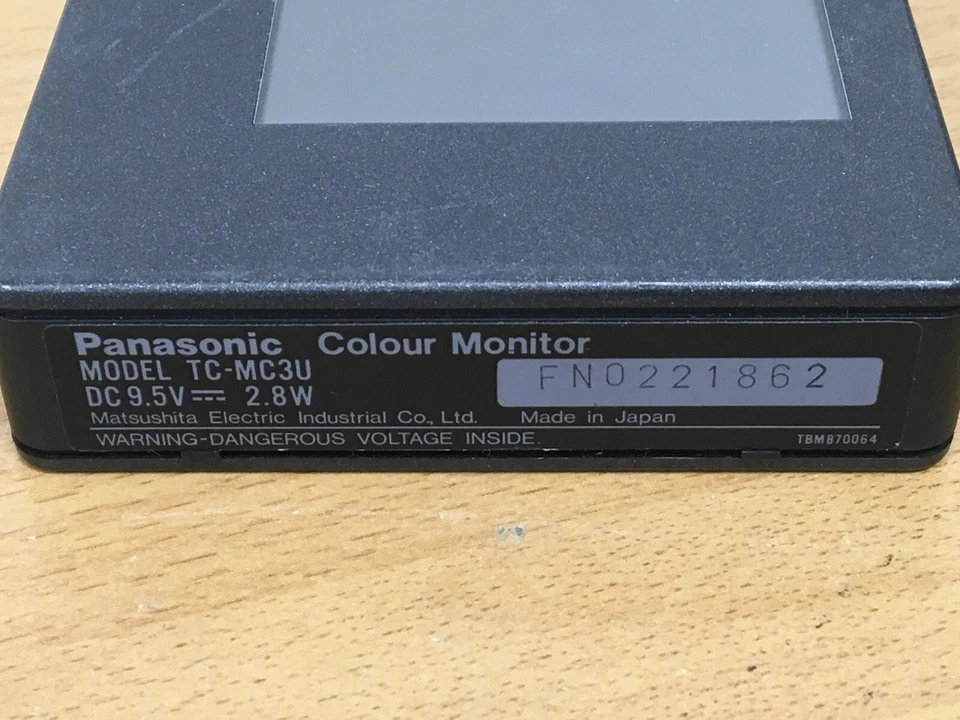 Panasonic Colour Monitor
MODEL TC-MC3U
DC 9.5V ⎓ 2.8W
FN0221862
Matsushita Electric Industrial Co., Ltd. Made in Japan
WARNING-DANGEROUS VOLTAGE INSIDE.
TBM870064